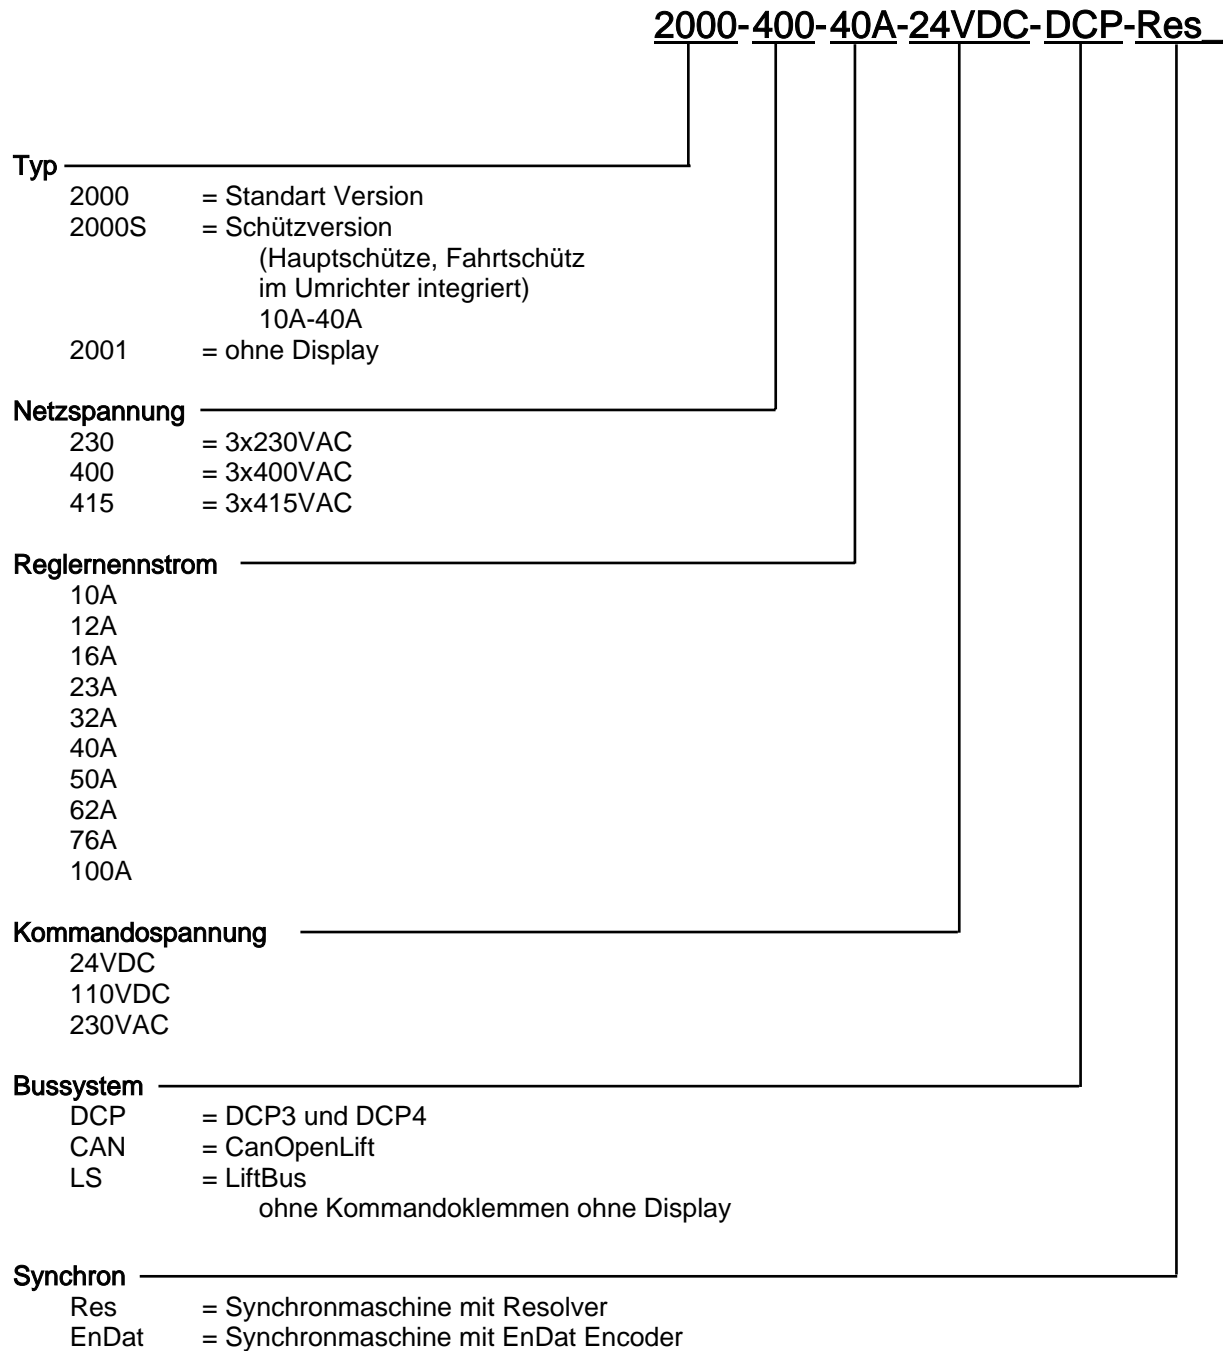 2000-400-40A-24VDC-DCP-Res_
Typ
2000 = Standart Version
2000S = Schützversion
(Hauptschütze, Fahrtschütz
im Umrichter integriert)
10A-40A
2001 = ohne Display
Netzspannung
230 = 3x230VAC
400 = 3x400VAC
415 = 3x415VAC
Reglernennstrom
10A
12A
16A
23A
32A
40A
50A
62A
76A
100A
Kommandospannung
24VDC
110VDC
230VAC
Bussystem
DCP = DCP3 und DCP4
CAN = CanOpenLift
LS = LiftBus
ohne Kommandoklemmen ohne Display
Synchron
Res = Synchronmaschine mit Resolver
EnDat = Synchronmaschine mit EnDat Encoder